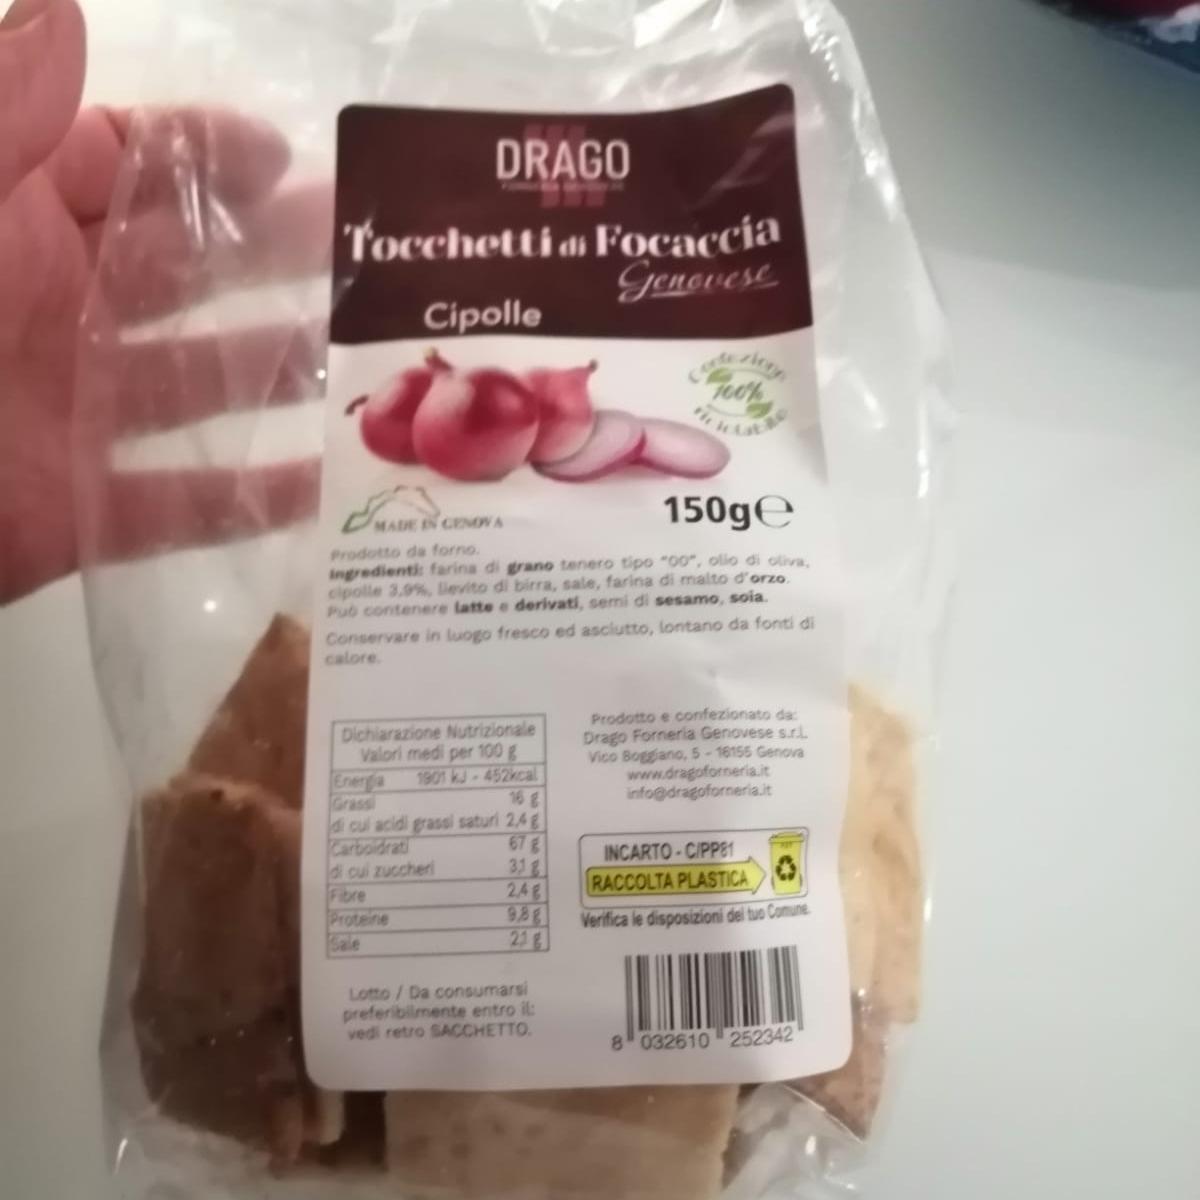 DRAGO
Tocchetti di Focaccia
Genovese
Cipolle
Confezione
100%
riciclabile
MADE IN GENOVA
150g℮
Prodotto da forno.
Ingredienti: farina di grano tenero tipo "00", olio di oliva,
cipolle 3,9%, lievito di birra, sale, farina di malto d'orzo.
Può contenere latte e derivati, semi di sesamo, soia.
Conservare in luogo fresco ed asciutto, lontano da fonti di
calore.
Dichiarazione Nutrizionale
Valori medi per 100 g
Energia 1901 kJ - 452kcal
Grassi 16 g
di cui acidi grassi saturi 2,4 g
Carboidrati 67 g
di cui zuccheri 3,1 g
Fibre 2,4 g
Proteine 9,8 g
Sale 2,1 g
Lotto / Da consumarsi
preferibilmente entro il:
vedi retro SACCHETTO.
Prodotto e confezionato da:
Drago Forneria Genovese s.r.l.
Vico Boggiano, 5 - 16155 Genova
www.dragoforneria.it
info@dragoforneria.it
INCARTO - C/PP81
RACCOLTA PLASTICA
Verifica le disposizioni del tuo Comune.
8 032610 252342